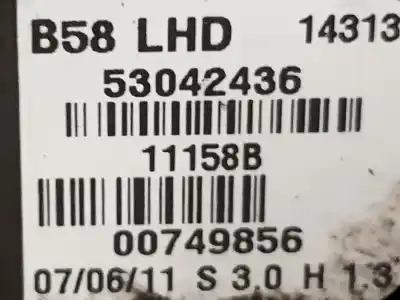 B58 LHD 14313
53042436
11158B
00749856
07/06/11 S 3.0 H 1.3